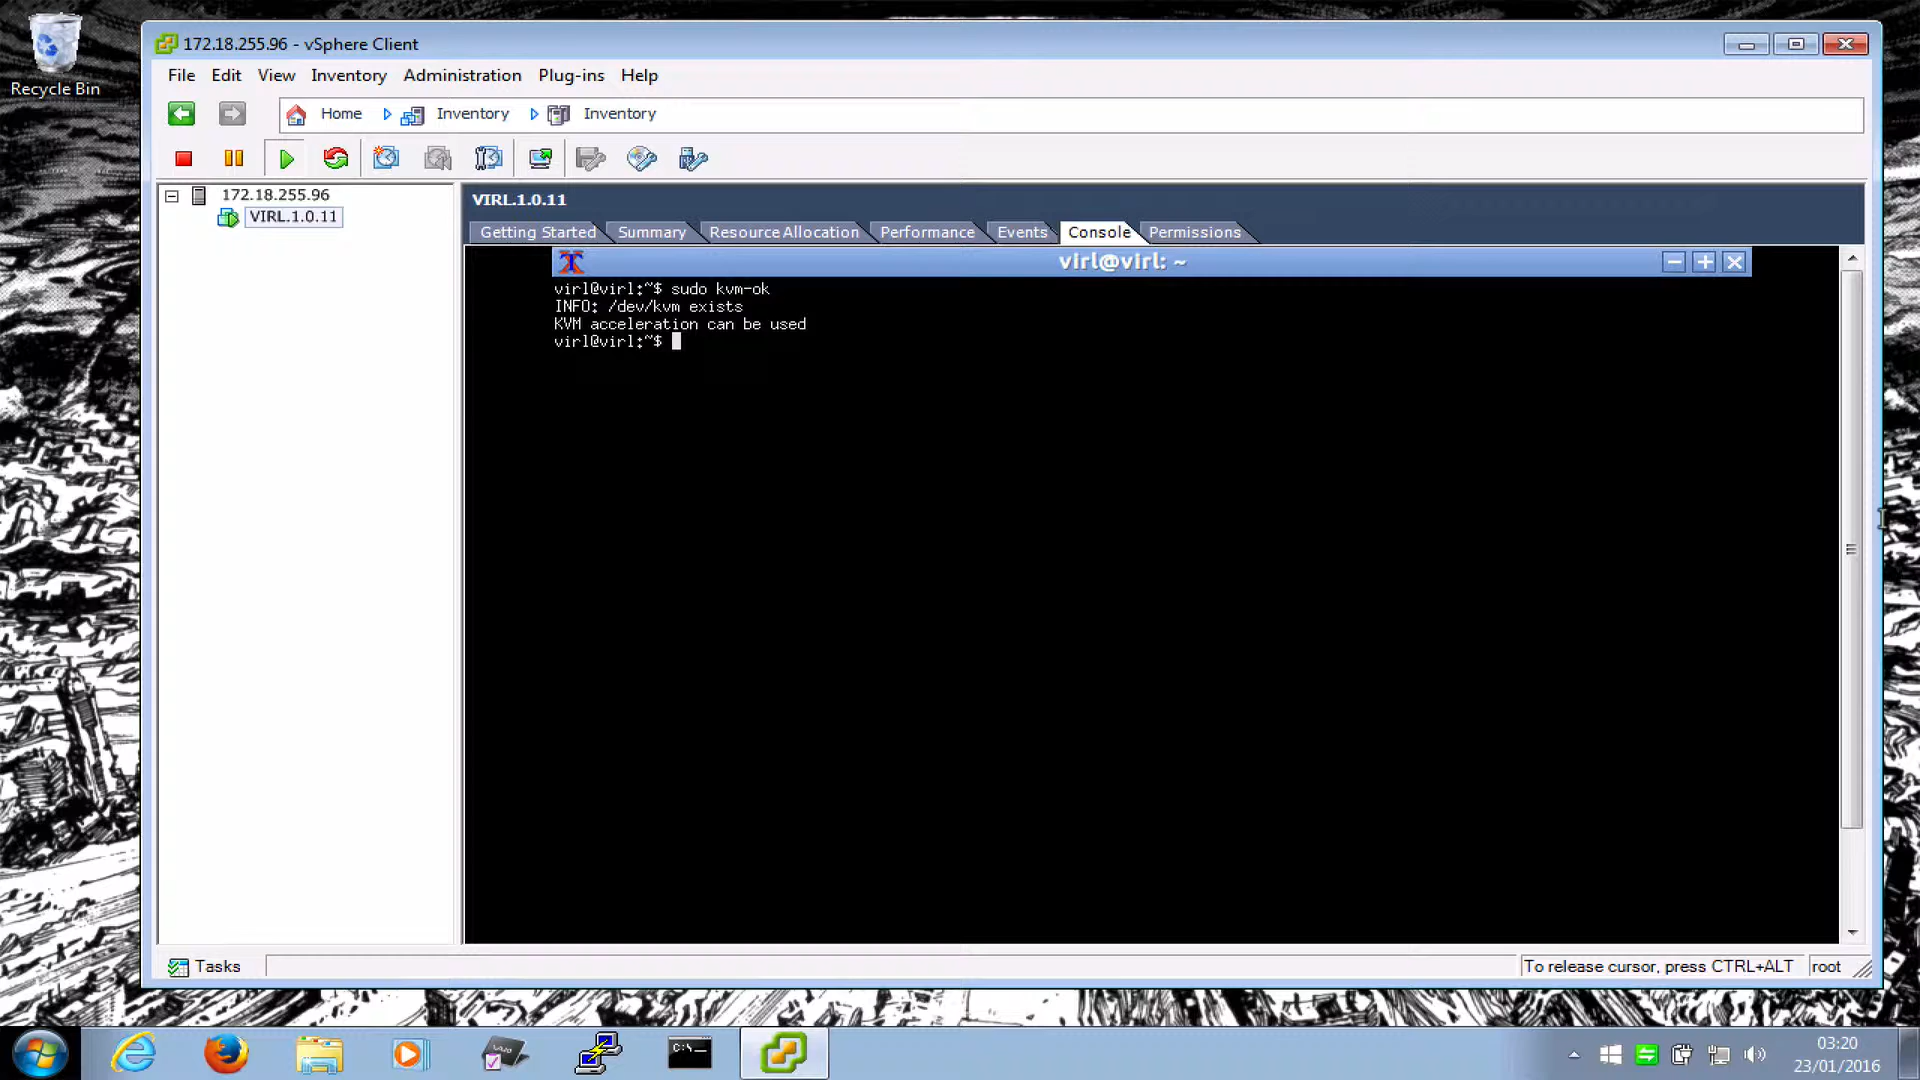 Recycle Bin
172.18.255.96 - vSphere Client
File Edit View Inventory Administration Plug-ins Help
Home Inventory Inventory
172.18.255.96
VIRL.1.0.11
VIRL.1.0.11
Getting Started Summary Resource Allocation Performance Events Console Permissions
virl@virl: ~
virl@virl:~$ sudo kvm-ok
INFO: /dev/kvm exists
KVM acceleration can be used
virl@virl:~$
Tasks
To release cursor, press CTRL+ALT
root
C:\
03:20
23/01/2016